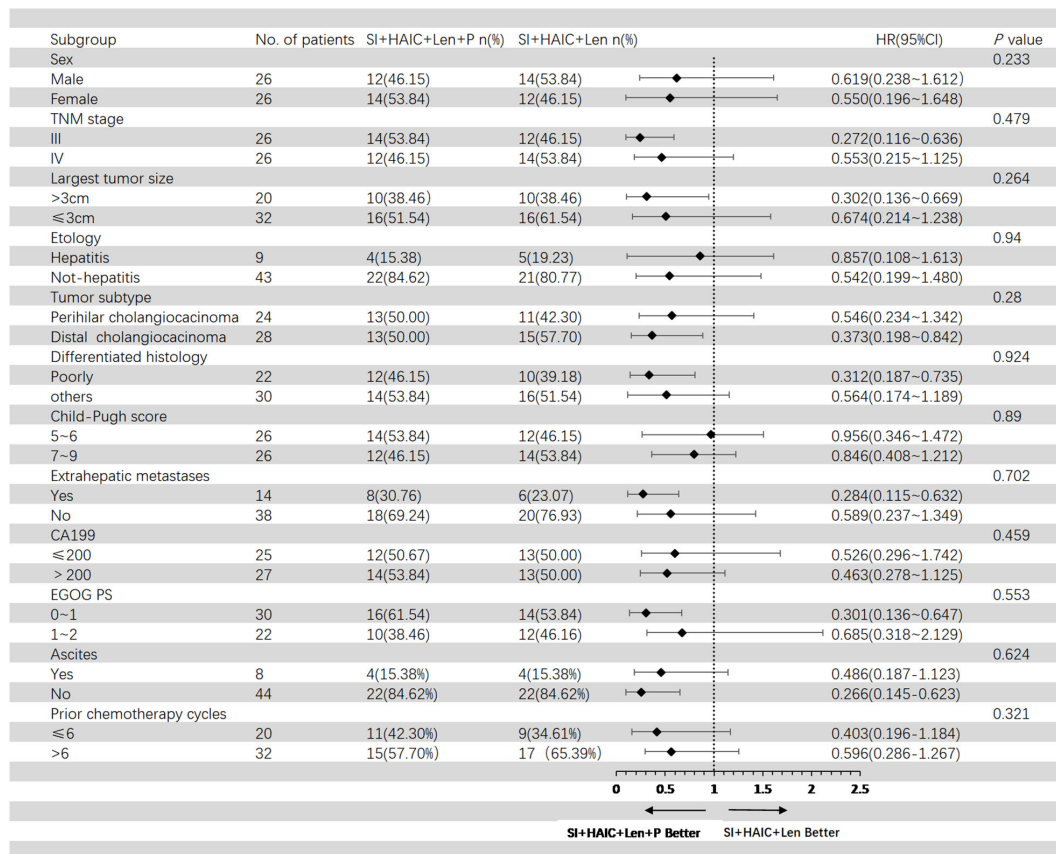 Subgroup No. of patients SI+HAIC+Len+P n(%) SI+HAIC+Len n(%) HR(95%CI) P value
Sex 0.233
Male 26 12(46.15) 14(53.84) 0.619(0.238~1.612)
Female 26 14(53.84) 12(46.15) 0.550(0.196~1.648)
TNM stage 0.479
III 26 14(53.84) 12(46.15) 0.272(0.116~0.636)
IV 26 12(46.15) 14(53.84) 0.553(0.215~1.125)
Largest tumor size 0.264
>3cm 20 10(38.46) 10(38.46) 0.302(0.136~0.669)
≤3cm 32 16(51.54) 16(61.54) 0.674(0.214~1.238)
Etology 0.94
Hepatitis 9 4(15.38) 5(19.23) 0.857(0.108~1.613)
Not-hepatitis 43 22(84.62) 21(80.77) 0.542(0.199~1.480)
Tumor subtype 0.28
Perihilar cholangiocacinoma 24 13(50.00) 11(42.30) 0.546(0.234~1.342)
Distal cholangiocacinoma 28 13(50.00) 15(57.70) 0.373(0.198~0.842)
Differentiated histology 0.924
Poorly 22 12(46.15) 10(39.18) 0.312(0.187~0.735)
others 30 14(53.84) 16(51.54) 0.564(0.174~1.189)
Child-Pugh score 0.89
5~6 26 14(53.84) 12(46.15) 0.956(0.346~1.472)
7~9 26 12(46.15) 14(53.84) 0.846(0.408~1.212)
Extrahepatic metastases 0.702
Yes 14 8(30.76) 6(23.07) 0.284(0.115~0.632)
No 38 18(69.24) 20(76.93) 0.589(0.237~1.349)
CA199 0.459
≤200 25 12(50.67) 13(50.00) 0.526(0.296~1.742)
>200 27 14(53.84) 13(50.00) 0.463(0.278~1.125)
EGOG PS 0.553
0~1 30 16(61.54) 14(53.84) 0.301(0.136~0.647)
1~2 22 10(38.46) 12(46.16) 0.685(0.318~2.129)
Ascites 0.624
Yes 8 4(15.38%) 4(15.38%) 0.486(0.187-1.123)
No 44 22(84.62%) 22(84.62%) 0.266(0.145-0.623)
Prior chemotherapy cycles 0.321
≤6 20 11(42.30%) 9(34.61%) 0.403(0.196-1.184)
>6 32 15(57.70%) 17 (65.39%) 0.596(0.286-1.267)
0 0.5 1 1.5 2 2.5
SI+HAIC+Len+P Better SI+HAIC+Len Better